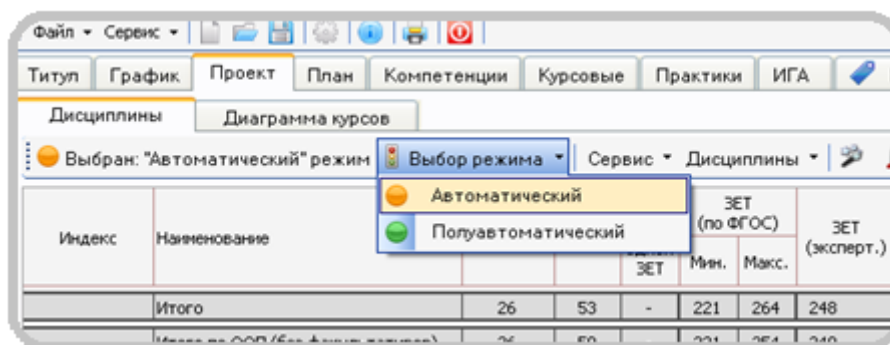 Файл Сервис
Титул График Проект План Компетенции Курсовые Практики ИГА
Дисциплины Диаграмма курсов
Выбран: "Автоматический" режим Выбор режима Сервис Дисциплины
Автоматический
Полуавтоматический
Индекс Наименование ЗЕТ (по ФГОС) ЗЕТ (эксперт.)
ЗЕТ Мин. Макс.
Итого 26 53 - 221 264 248